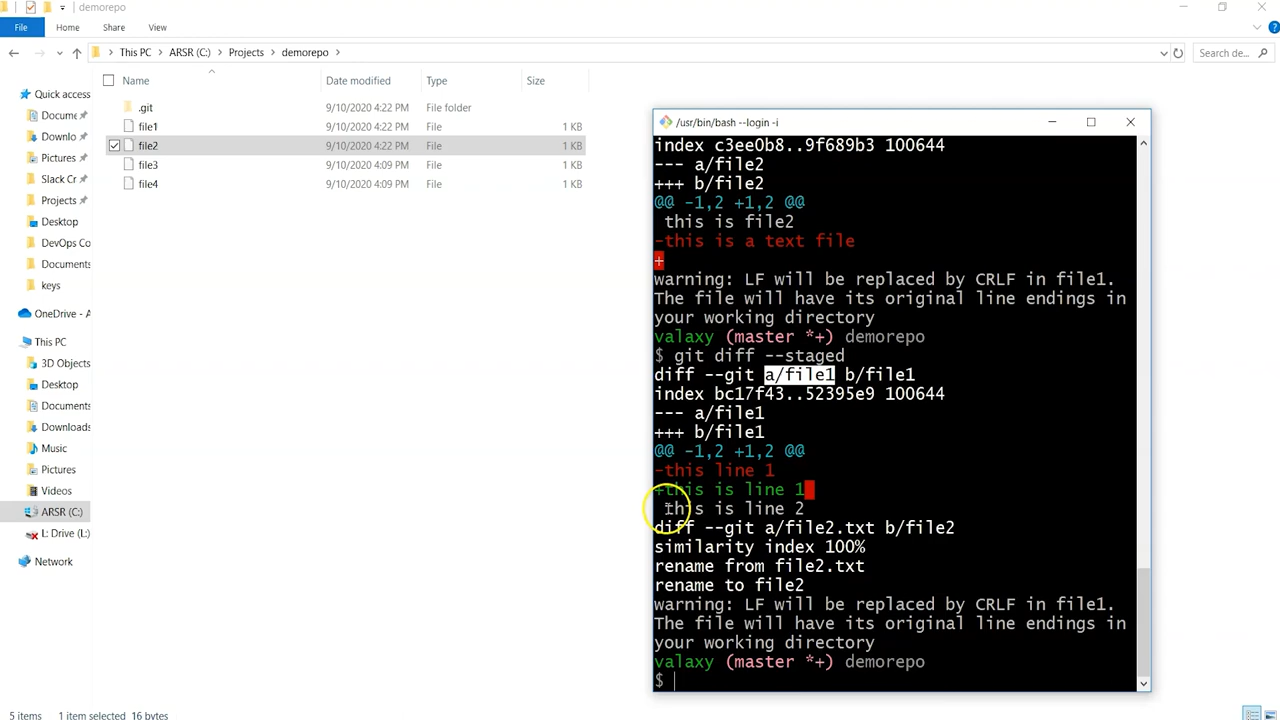 demorepo
File Home Share View
This PC ARSR (C:) Projects demorepo
Search de...
Name Date modified Type Size
.git 9/10/2020 4:22 PM File folder
file1 9/10/2020 4:22 PM File 1 KB
file2 9/10/2020 4:22 PM File 1 KB
file3 9/10/2020 4:09 PM File 1 KB
file4 9/10/2020 4:09 PM File 1 KB
Quick access
Docume
Downlo
Pictures
Slack Cr
Projects
Desktop
DevOps Co
Documents
keys
OneDrive - A
This PC
3D Objects
Desktop
Documents
Downloads
Music
Pictures
Videos
ARSR (C:)
L: Drive (L:)
Network
5 items 1 item selected 16 bytes
/usr/bin/bash --login -i
index c3ee0b8..9f689b3 100644
--- a/file2
+++ b/file2
@@ -1,2 +1,2 @@
this is file2
-this is a text file
+
warning: LF will be replaced by CRLF in file1.
The file will have its original line endings in
your working directory
valaxy (master *+) demorepo
$ git diff --staged
diff --git a/file1 b/file1
index bc17f43..52395e9 100644
--- a/file1
+++ b/file1
@@ -1,2 +1,2 @@
-this line 1
+this is line 1
this is line 2
diff --git a/file2.txt b/file2
similarity index 100%
rename from file2.txt
rename to file2
warning: LF will be replaced by CRLF in file1.
The file will have its original line endings in
your working directory
valaxy (master *+) demorepo
$